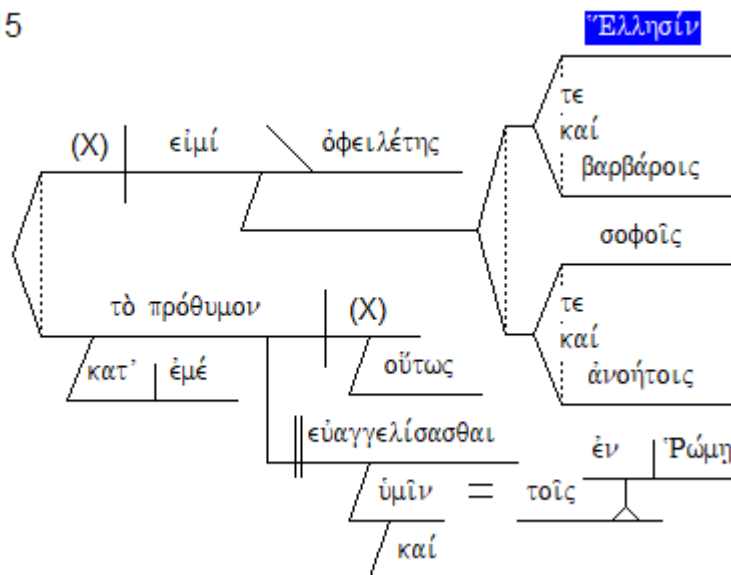 5
Ἕλλησίν
τε
(X) εἰμί ὀφειλέτης
καί
βαρβάροις
σοφοῖς
τὸ πρόθυμον (X)
τε
καί
κατ' ἐμέ οὕτως ἀνοήτοις
εὐαγγελίσασθαι ἐν Ῥώμῃ
ὑμῖν = τοῖς
καί